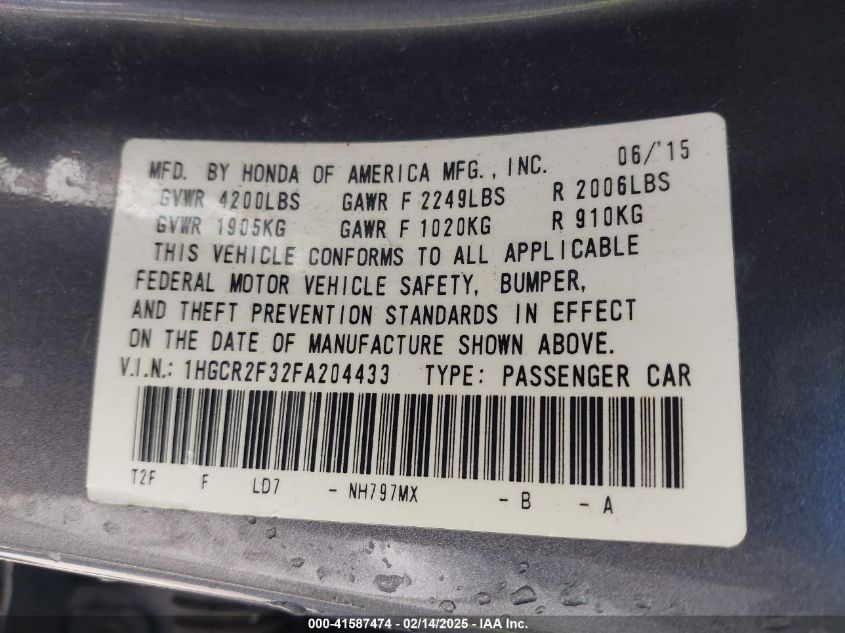 MFD. BY HONDA OF AMERICA MFG., INC. 06/'15
GVWR 4200LBS GAWR F 2249LBS R 2006LBS
GVWR 1905KG GAWR F 1020KG R 910KG
THIS VEHICLE CONFORMS TO ALL APPLICABLE
FEDERAL MOTOR VEHICLE SAFETY, BUMPER,
AND THEFT PREVENTION STANDARDS IN EFFECT
ON THE DATE OF MANUFACTURE SHOWN ABOVE.
V.I.N.: 1HGCR2F32FA204433 TYPE: PASSENGER CAR
T2F F LD7 - NH797MX - B - A
000-41587474 - 02/14/2025 - IAA Inc.